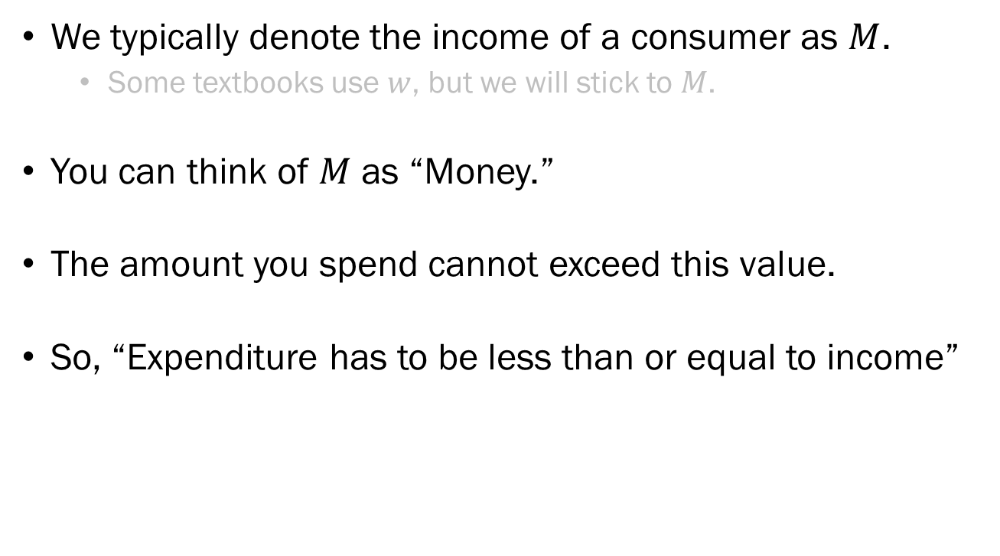 • We typically denote the income of a consumer as M.
• Some textbooks use w, but we will stick to M.
• You can think of M as “Money.”
• The amount you spend cannot exceed this value.
• So, “Expenditure has to be less than or equal to income”